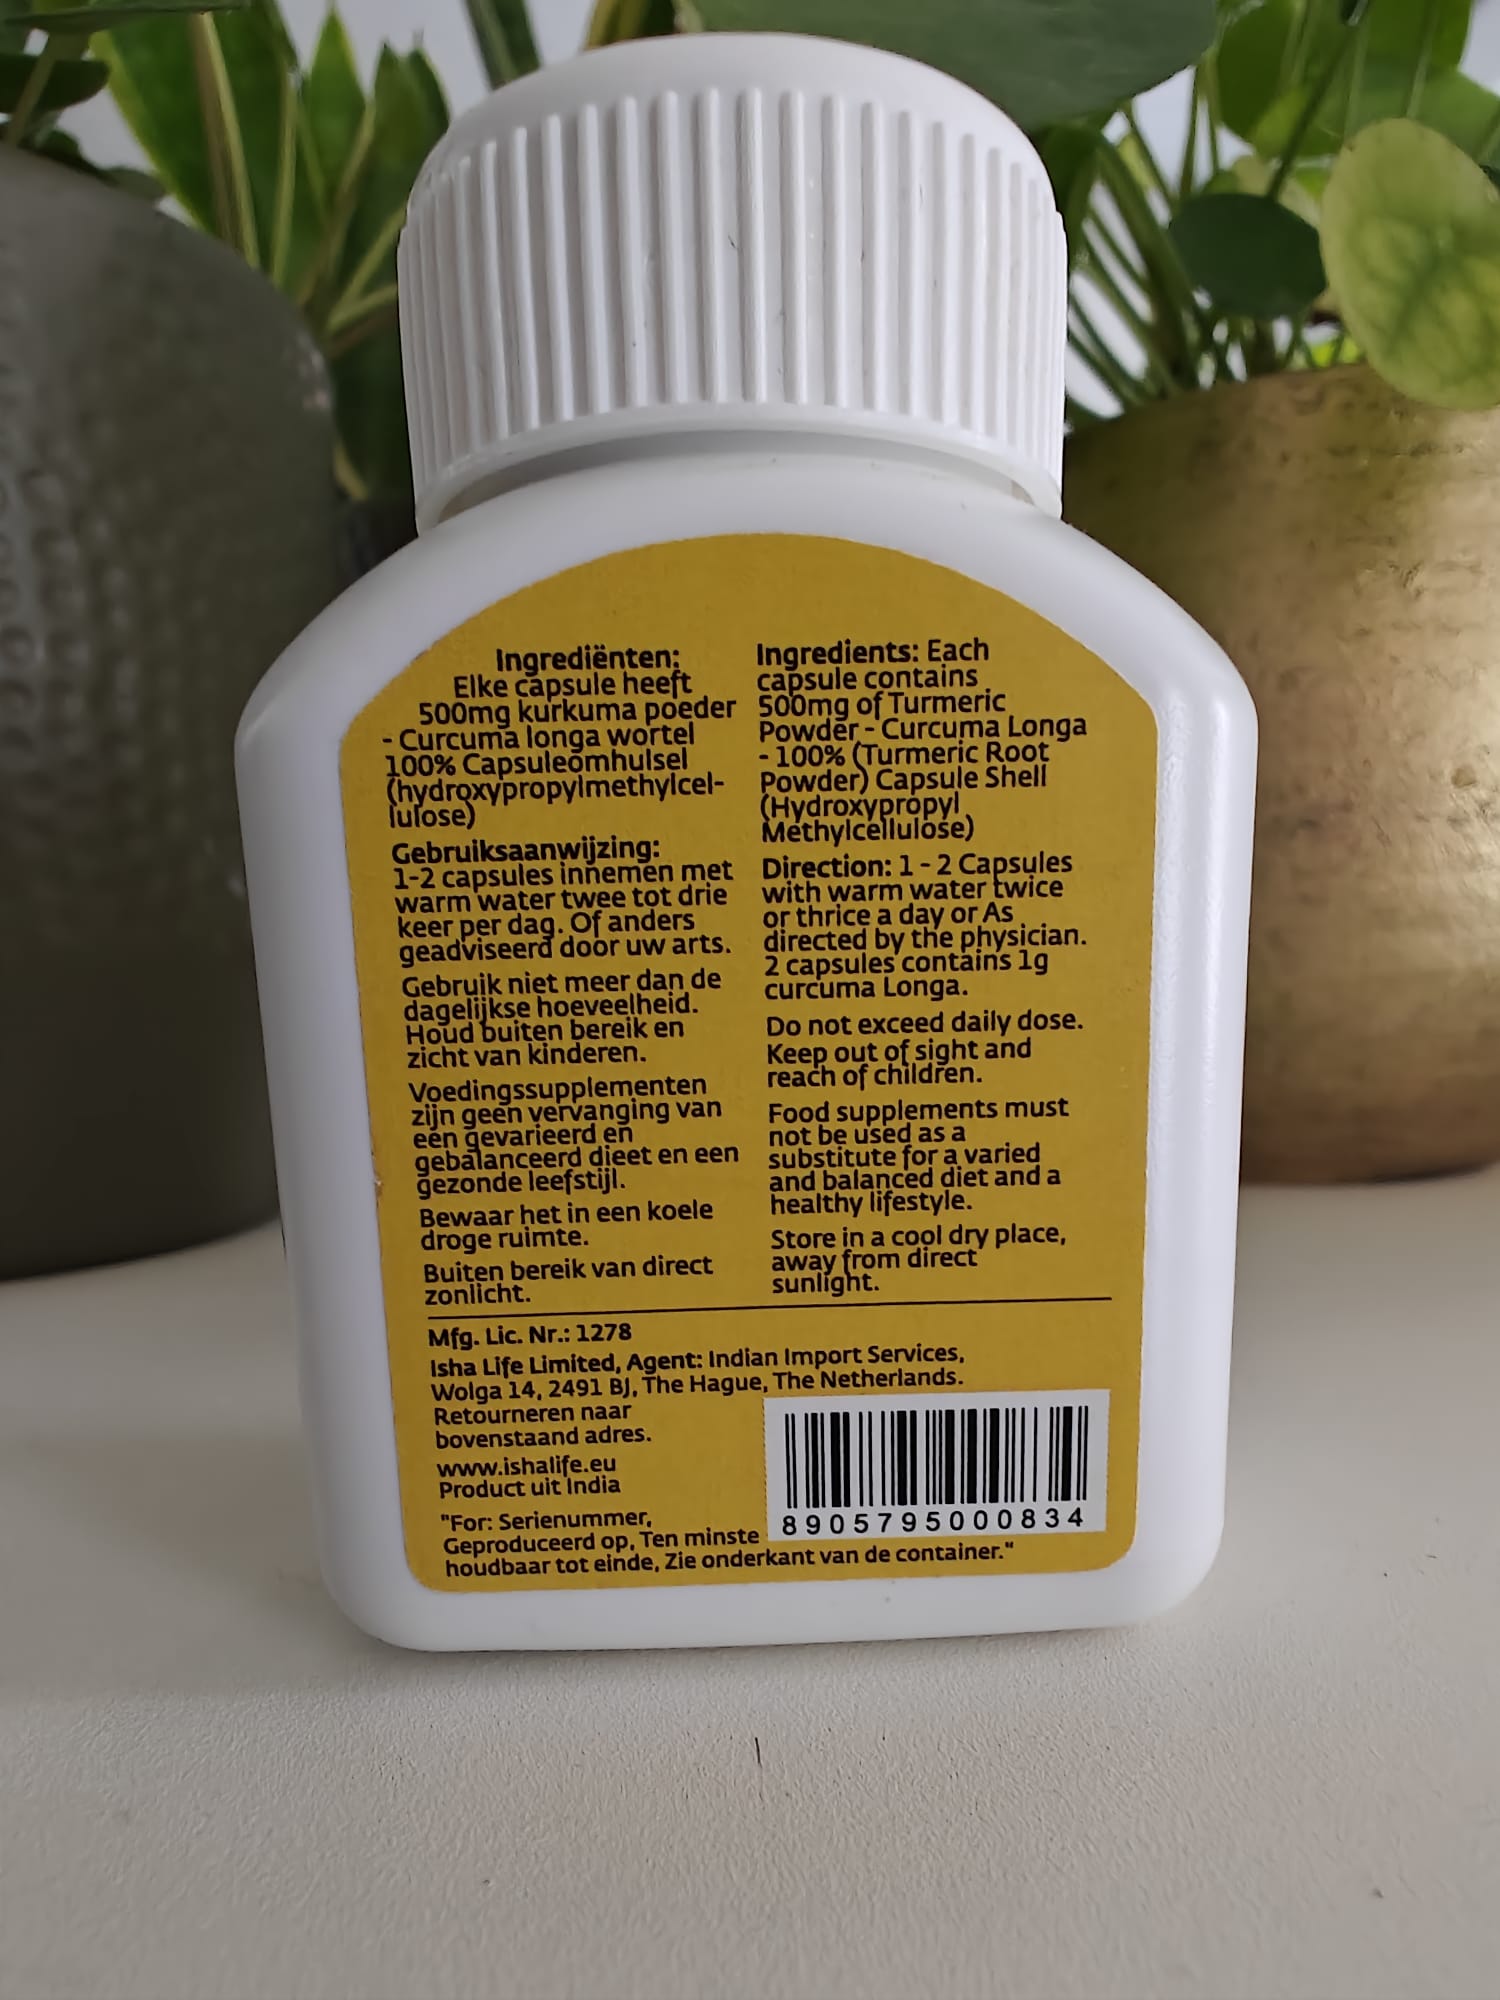 Ingrediënten:
Elke capsule heeft
500mg kurkuma poeder
- Curcuma longa wortel
100% Capsuleomhulsel
(hydroxypropylmethylcel-
lulose)
Gebruiksaanwijzing:
1-2 capsules innemen met
warm water twee tot drie
keer per dag. Of anders
geadviseerd door uw arts.
Gebruik niet meer dan de
dagelijkse hoeveelheid.
Houd buiten bereik en
zicht van kinderen.
Voedingssupplementen
zijn geen vervanging van
een gevarieerd en
gebalanceerd dieet en een
gezonde leefstijl.
Bewaar het in een koele
droge ruimte.
Buiten bereik van direct
zonlicht.
Ingredients: Each
capsule contains
500mg of Turmeric
Powder - Curcuma Longa
- 100% (Turmeric Root
Powder) Capsule Shell
(Hydroxypropyl
Methylcellulose)
Direction: 1 - 2 Capsules
with warm water twice
or thrice a day or As
directed by the physician.
2 capsules contains 1g
curcuma Longa.
Do not exceed daily dose.
Keep out of sight and
reach of children.
Food supplements must
not be used as a
substitute for a varied
and balanced diet and a
healthy lifestyle.
Store in a cool dry place,
away from direct
sunlight.
Mfg. Lic. Nr.: 1278
Isha Life Limited, Agent: Indian Import Services,
Wolga 14, 2491 BJ, The Hague, The Netherlands.
Retourneren naar
bovenstaand adres.
www.ishalife.eu
Product uit India
"For: Serienummer,
Geproduceerd op, Ten minste
houdbaar tot einde, Zie onderkant van de container."
8905795000834